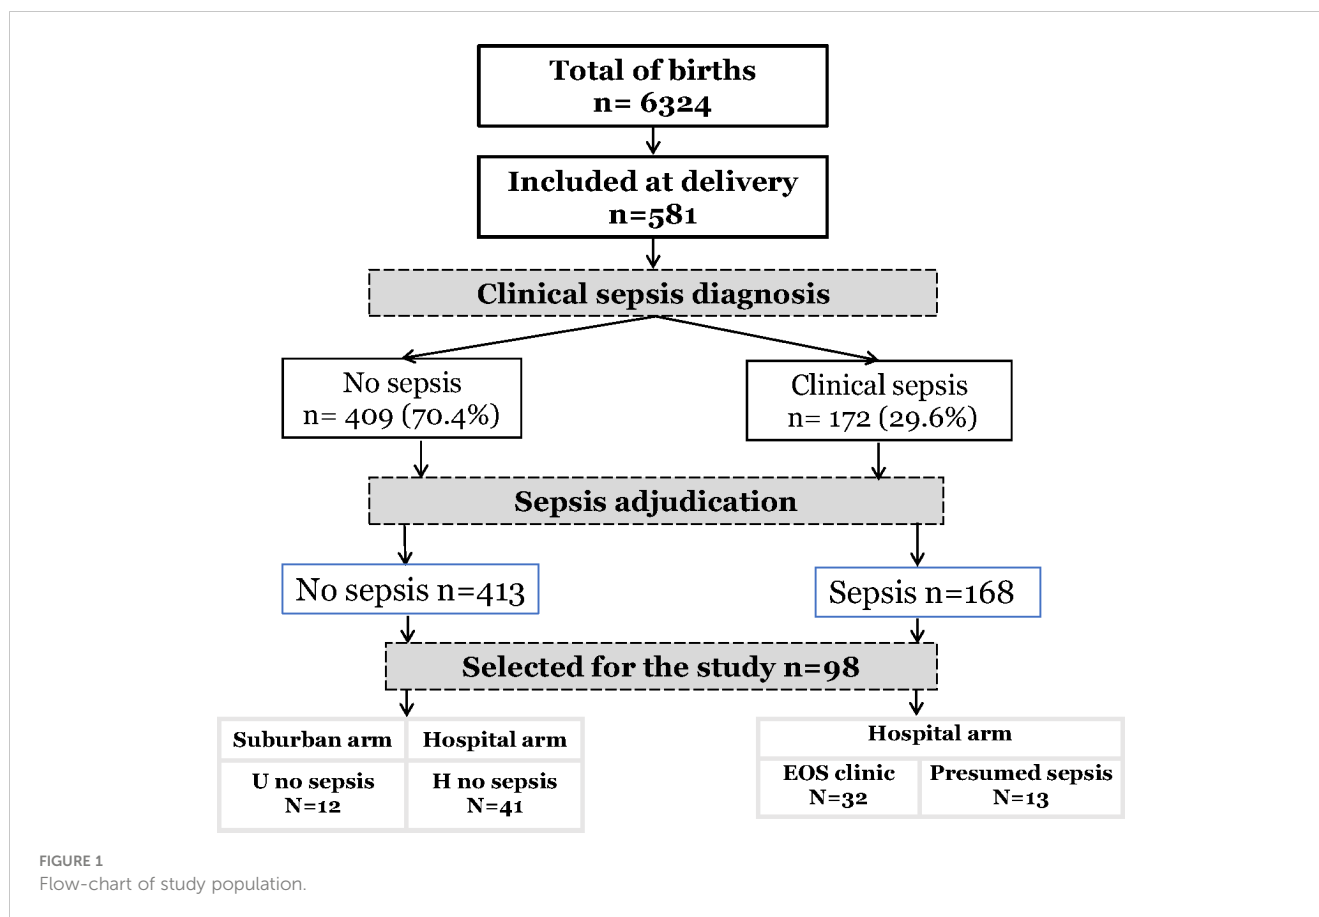 Total of births
n= 6324
Included at delivery
n=581
Clinical sepsis diagnosis
No sepsis
n= 409 (70.4%)
Clinical sepsis
n= 172 (29.6%)
Sepsis adjudication
No sepsis n=413
Sepsis n=168
Selected for the study n=98
Suburban arm
Hospital arm
U no sepsis
N=12
H no sepsis
N=41
Hospital arm
EOS clinic
N=32
Presumed sepsis
N=13
FIGURE 1
Flow-chart of study population.